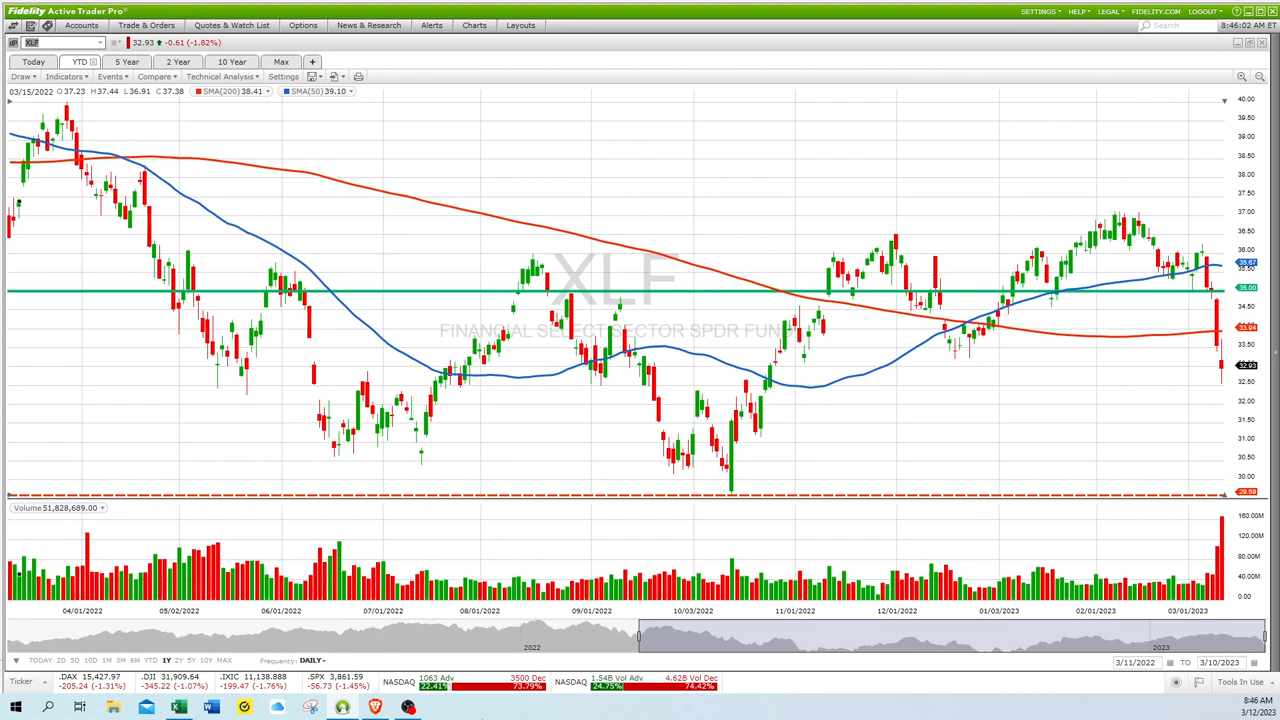 Fidelity Active Trader Pro® SETTINGS HELP LEGAL FIDELITY.COM LOGOUT
Accounts Trade & Orders Quotes & Watch List Options News & Research Alerts Charts Layouts Search 8:46:02 AM ET
XLF 32.93 -0.61 (-1.82%)
Today YTD 5 Year 2 Year 10 Year Max +
Draw Indicators Events Compare Technical Analysis Settings
03/15/2022 O 37.23 H 37.44 L 36.91 C 37.38 SMA(200) 38.41 SMA(50) 39.10
40.00
39.50
39.00
38.50
38.00
37.50
37.00
36.50
36.00
35.67
35.50
35.00
34.50
33.94
33.50
32.93
32.50
32.00
31.50
31.00
30.50
30.00
29.59
XLF
FINANCIAL SELECT SECTOR SPDR FUND
Volume 51,828,689.00
160.00M
120.00M
80.00M
40.00M
0.00
04/01/2022 05/02/2022 06/01/2022 07/01/2022 08/01/2022 09/01/2022 10/03/2022 11/01/2022 12/01/2022 01/03/2023 02/01/2023 03/01/2023
2022 2023
TODAY 2D 5D 10D 1M 3M 6M YTD 1Y 2Y 5Y 10Y MAX Frequency: DAILY 3/11/2022 TO 3/10/2023
Ticker .DAX 15,427.97 .DJI 31,909.64 .IXIC 11,138.888 .SPX 3,861.59 NASDAQ 1063 Adv 3500 Dec NASDAQ 1.54B Vol Adv 4.62B Vol Dec Tools In Use
-205.24 (-1.31%) -345.22 (-1.07%) -199.47 (-1.76%) -56.73 (-1.45%) 22.41% 73.79% 24.75% 74.42%
8:46 AM
3/12/2023